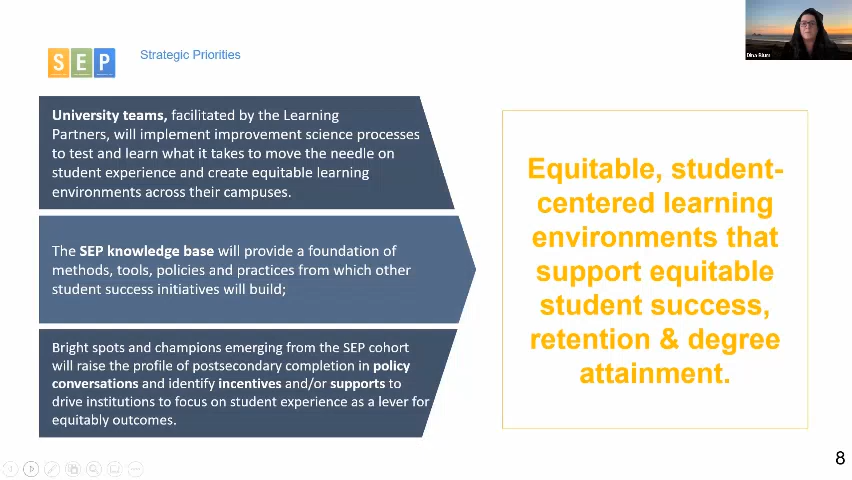 SEP
Strategic Priorities
Dina Blum
University teams, facilitated by the Learning
Partners, will implement improvement science processes
to test and learn what it takes to move the needle on
student experience and create equitable learning
environments across their campuses.
The SEP knowledge base will provide a foundation of
methods, tools, policies and practices from which other
student success initiatives will build;
Bright spots and champions emerging from the SEP cohort
will raise the profile of postsecondary completion in policy
conversations and identify incentives and/or supports to
drive institutions to focus on student experience as a lever for
equitably outcomes.
Equitable, student-
centered learning
environments that
support equitable
student success,
retention & degree
attainment.
8